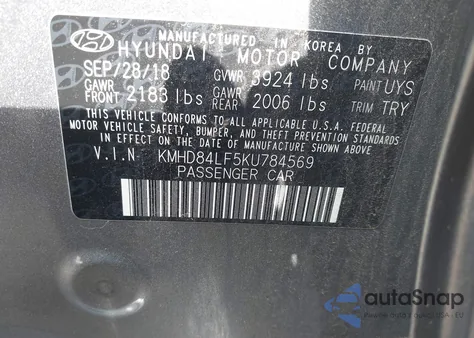 MANUFACTURED IN KOREA BY
HYUNDAI MOTOR COMPANY
SEP/28/18 GVWR 3924 lbs PAINT UYS
GAWR FRONT 2183 lbs GAWR REAR 2006 lbs TRIM TRY
THIS VEHICLE CONFORMS TO ALL APPLICABLE U.S.A. FEDERAL
MOTOR VEHICLE SAFETY, BUMPER, AND THEFT PREVENTION STANDARDS
IN EFFECT ON THE DATE OF MANUFACTURE SHOWN ABOVE.
V.I.N KMHD84LF5KU784569
PASSENGER CAR
autoSnap